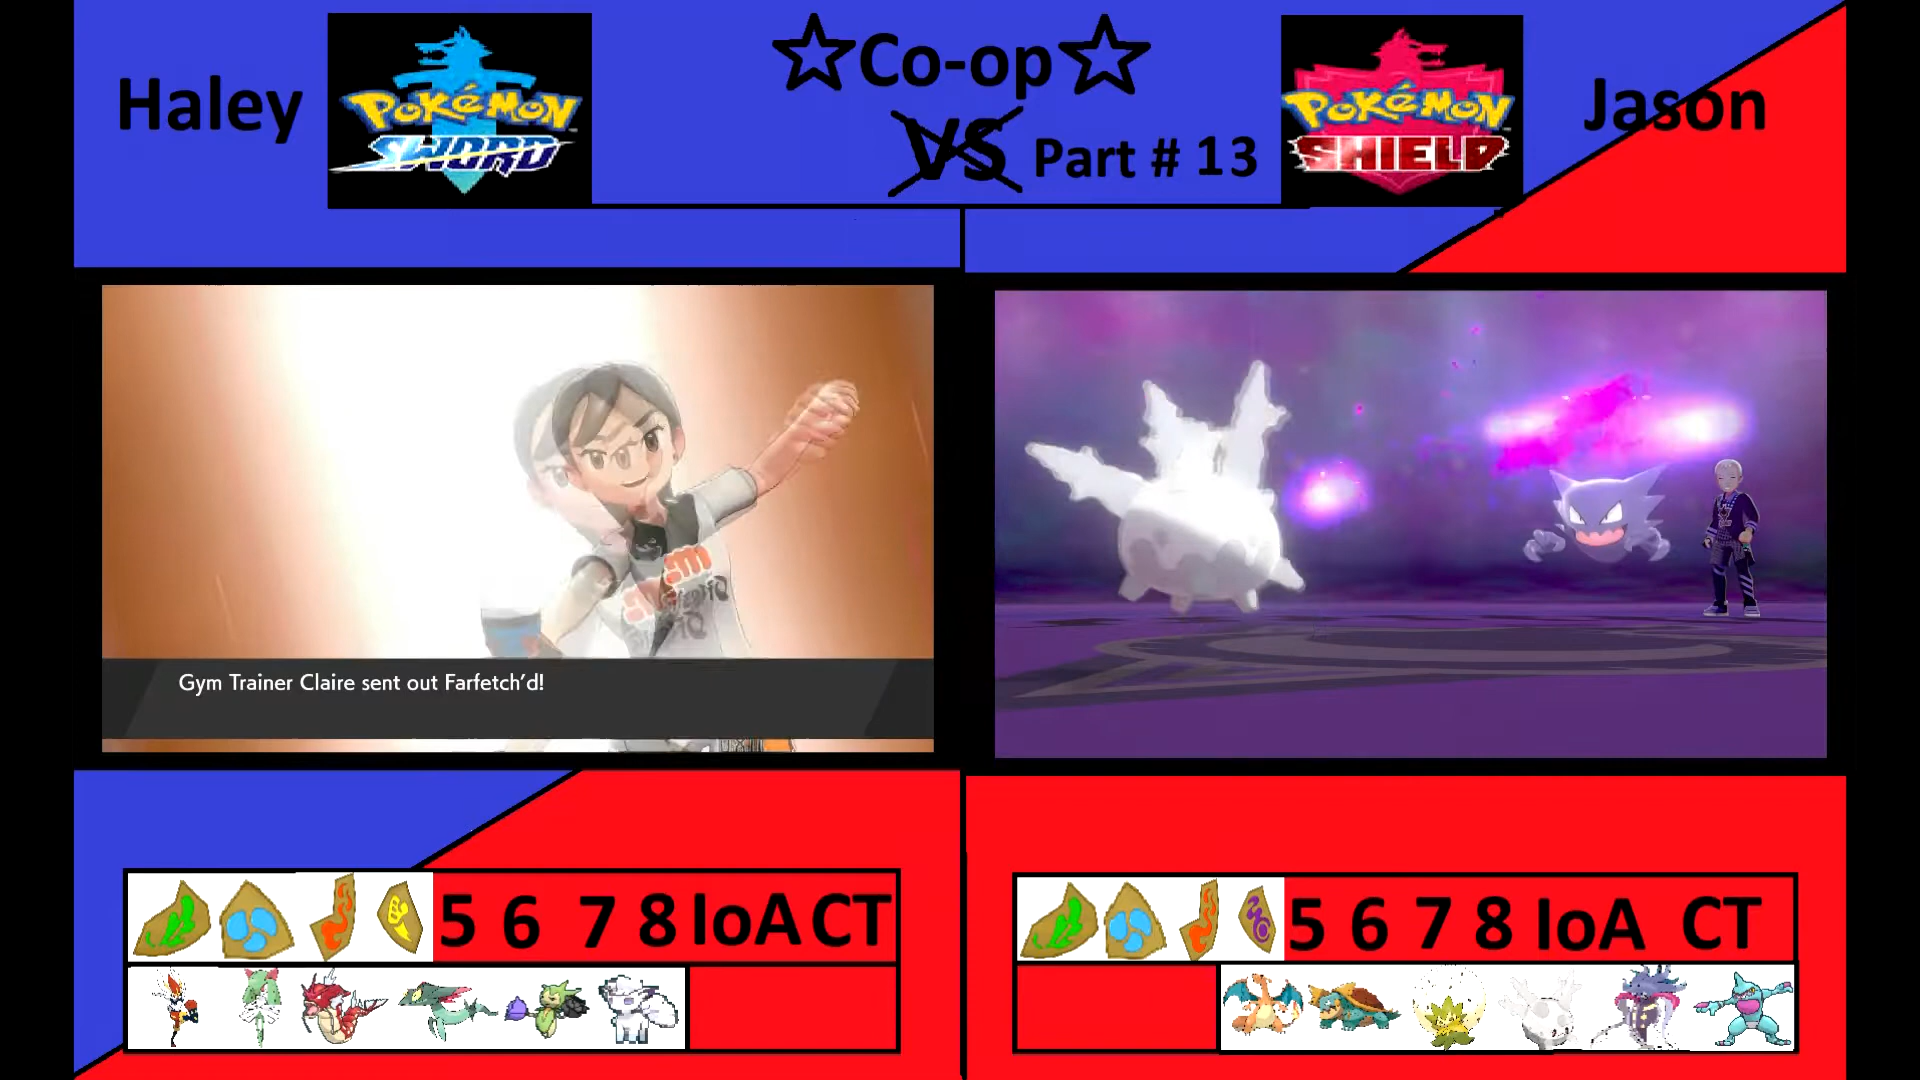 Haley
POKéMON
SWORD
Co-op
VS Part # 13
POKéMON
SHIELD
Jason
Gym Trainer Claire sent out Farfetch'd!
5 6 7 8 IoA CT
5 6 7 8 IoA CT